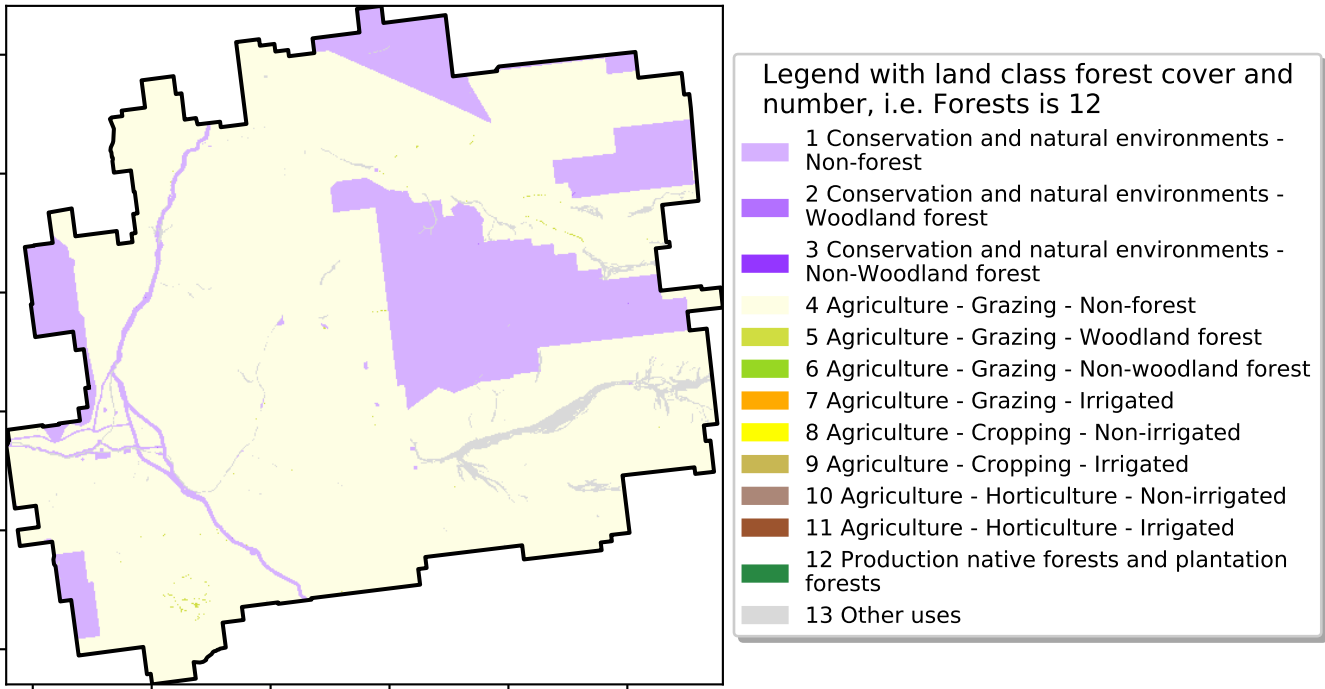 Legend with land class forest cover and
number, i.e. Forests is 12
1 Conservation and natural environments -
Non-forest
2 Conservation and natural environments -
Woodland forest
3 Conservation and natural environments -
Non-Woodland forest
4 Agriculture - Grazing - Non-forest
5 Agriculture - Grazing - Woodland forest
6 Agriculture - Grazing - Non-woodland forest
7 Agriculture - Grazing - Irrigated
8 Agriculture - Cropping - Non-irrigated
9 Agriculture - Cropping - Irrigated
10 Agriculture - Horticulture - Non-irrigated
11 Agriculture - Horticulture - Irrigated
12 Production native forests and plantation
forests
13 Other uses